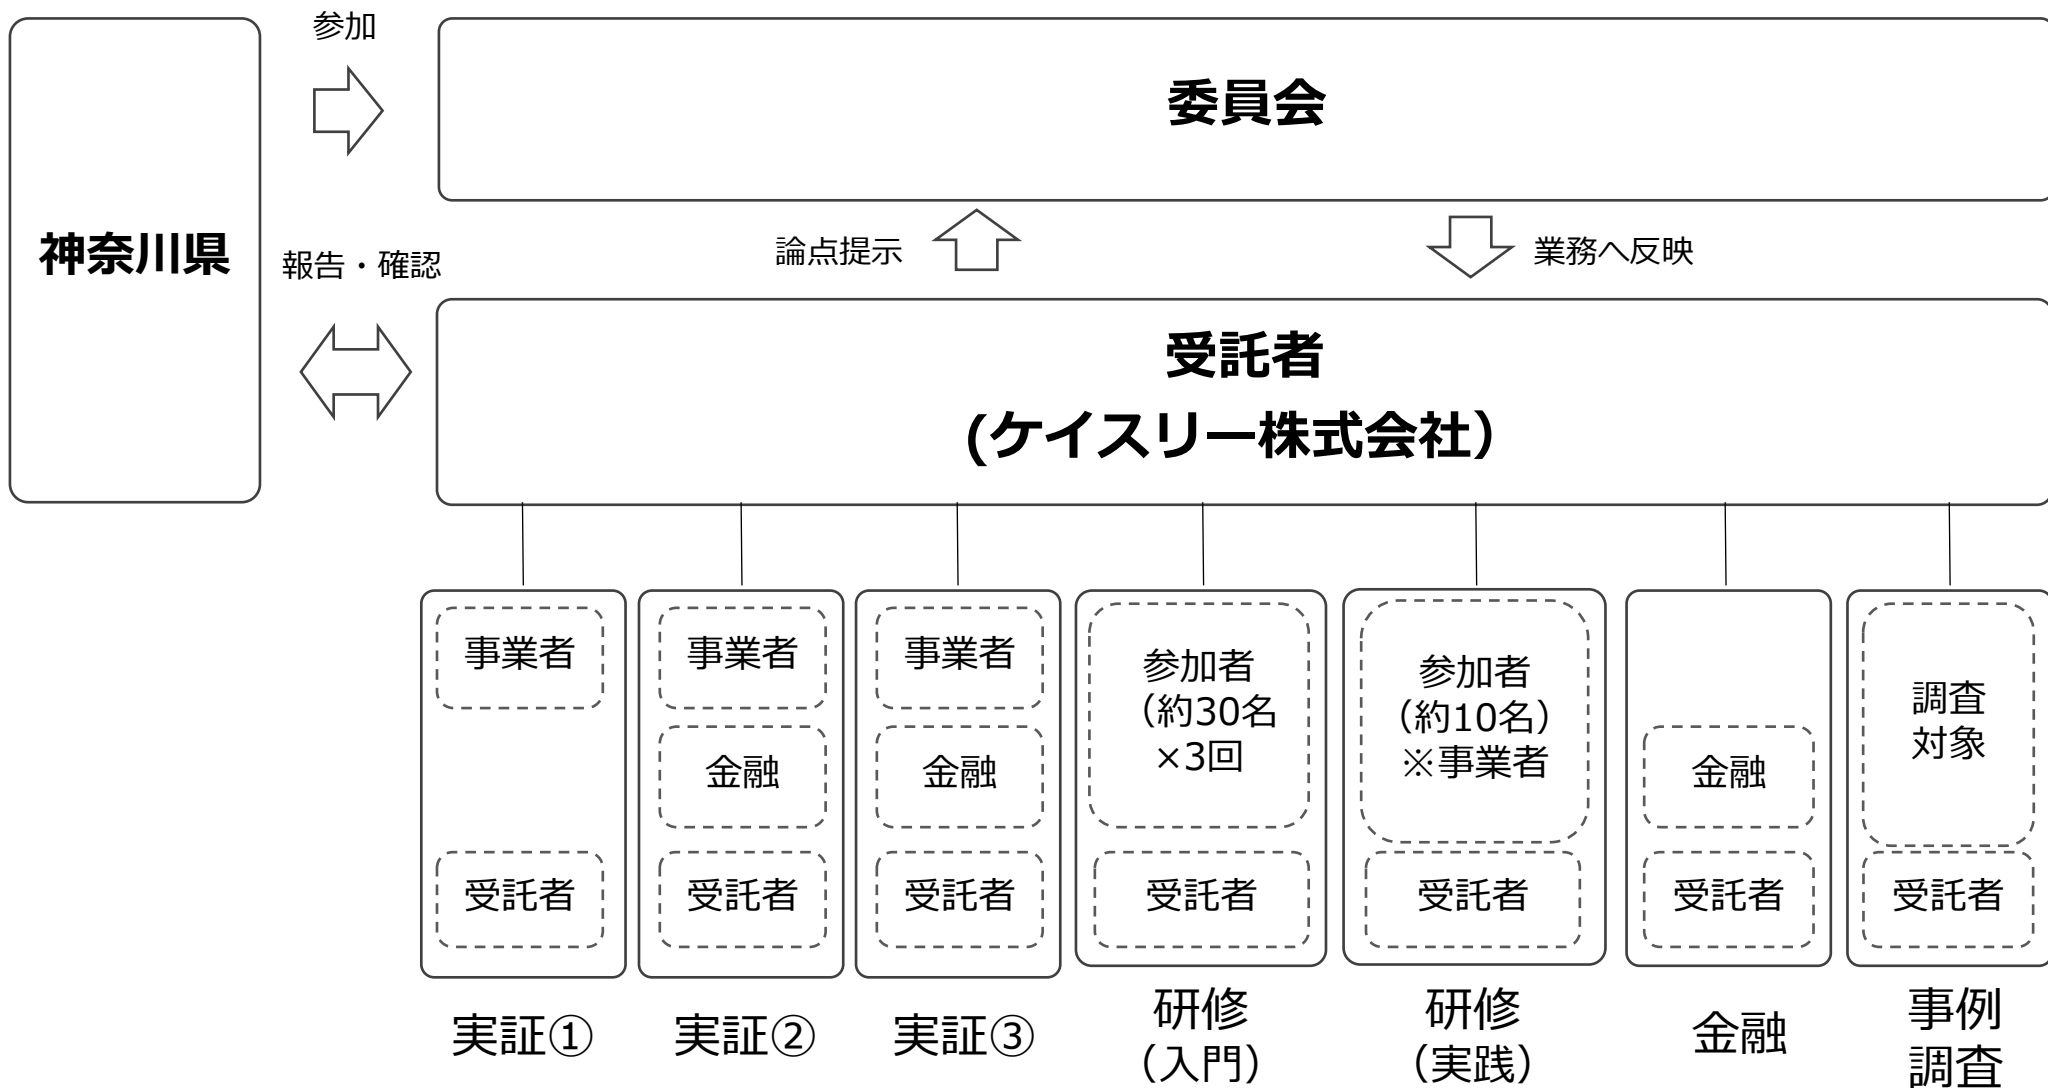 参加
委員会
神奈川県
報告・確認
論点提示
業務へ反映
受託者
(ケイスリー株式会社）
事業者
受託者
実証①
事業者
金融
受託者
実証②
事業者
金融
受託者
実証③
参加者
（約30名
×3回
受託者
研修
（入門）
参加者
（約10名）
※事業者
受託者
研修
（実践）
金融
受託者
金融
調査
対象
受託者
事例
調査